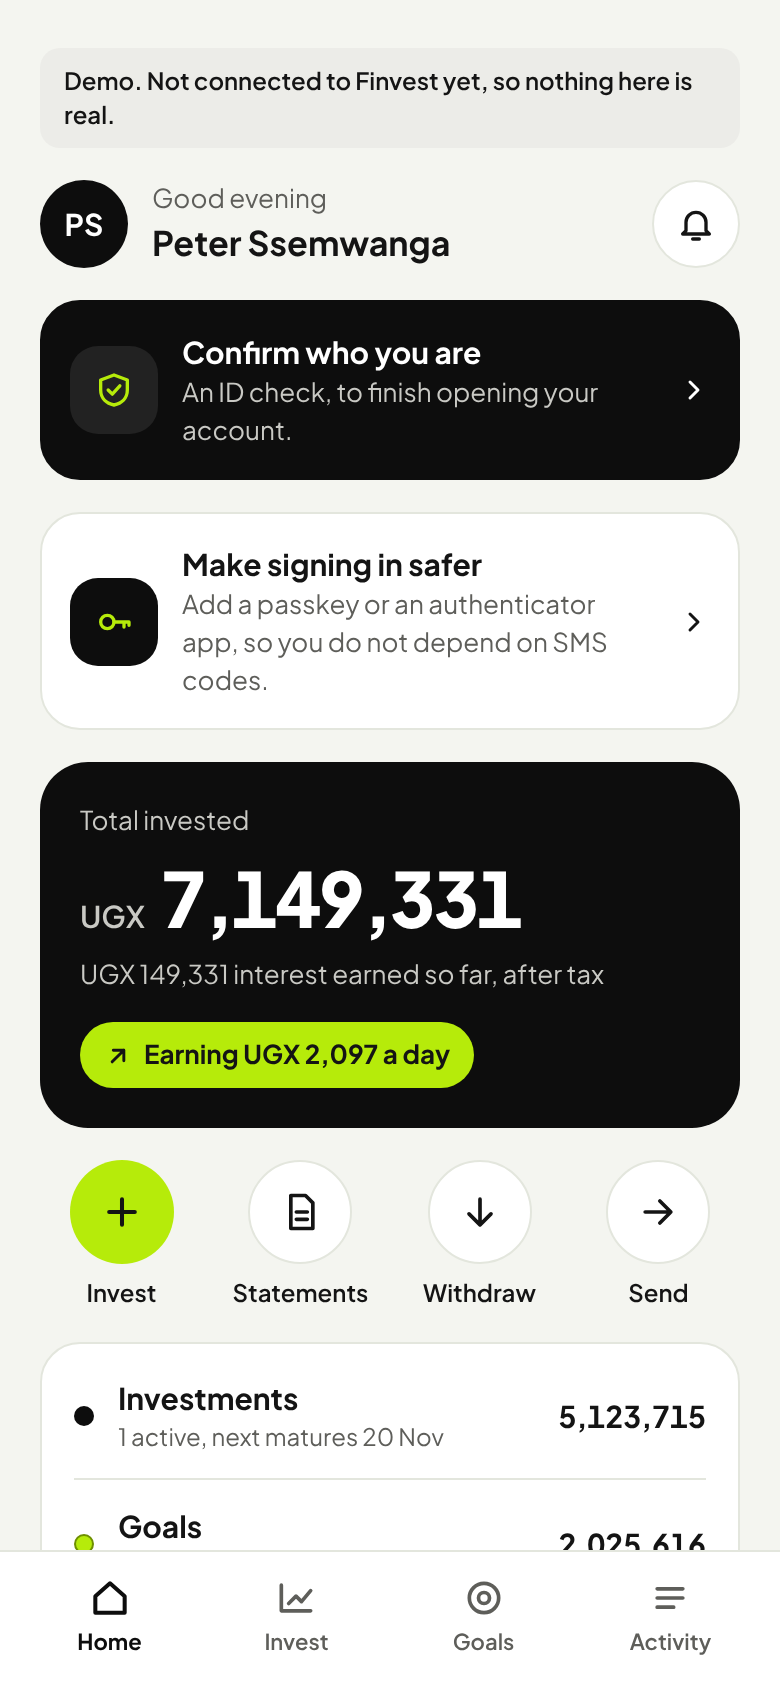 Demo. Not connected to Finvest yet, so nothing here is
real.
PS
Good evening
Peter Ssemwanga
Confirm who you are
An ID check, to finish opening your
account.
Make signing in safer
Add a passkey or an authenticator
app, so you do not depend on SMS
codes.
Total invested
UGX 7,149,331
UGX 149,331 interest earned so far, after tax
Earning UGX 2,097 a day
Invest
Statements
Withdraw
Send
Investments
5,123,715
1 active, next matures 20 Nov
Goals
2,025,616
Home
Invest
Goals
Activity